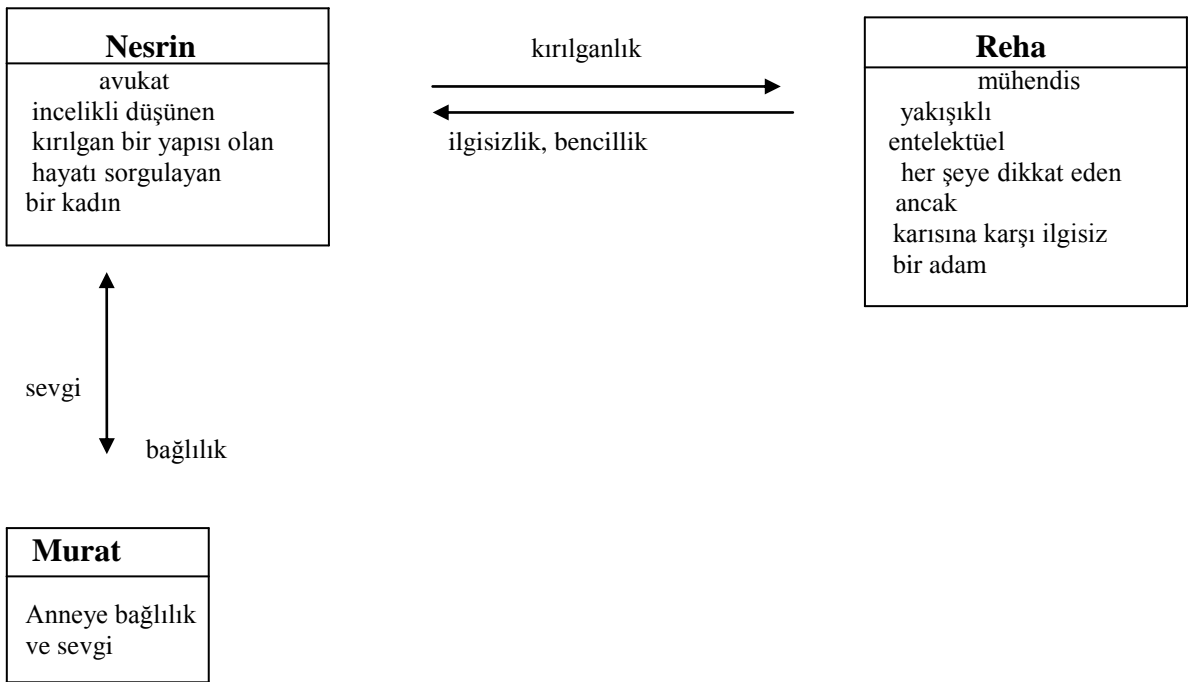 Nesrin
avukat
incelikli düşünen
kırılgan bir yapısı olan
hayatı sorgulayan
bir kadın
kırılganlık
ilgisizlik, bencillik
Reha
mühendis
yakışıklı
entelektüel
her şeye dikkat eden
ancak
karısına karşı ilgisiz
bir adam
sevgi
bağlılık
Murat
Anneye bağlılık
ve sevgi